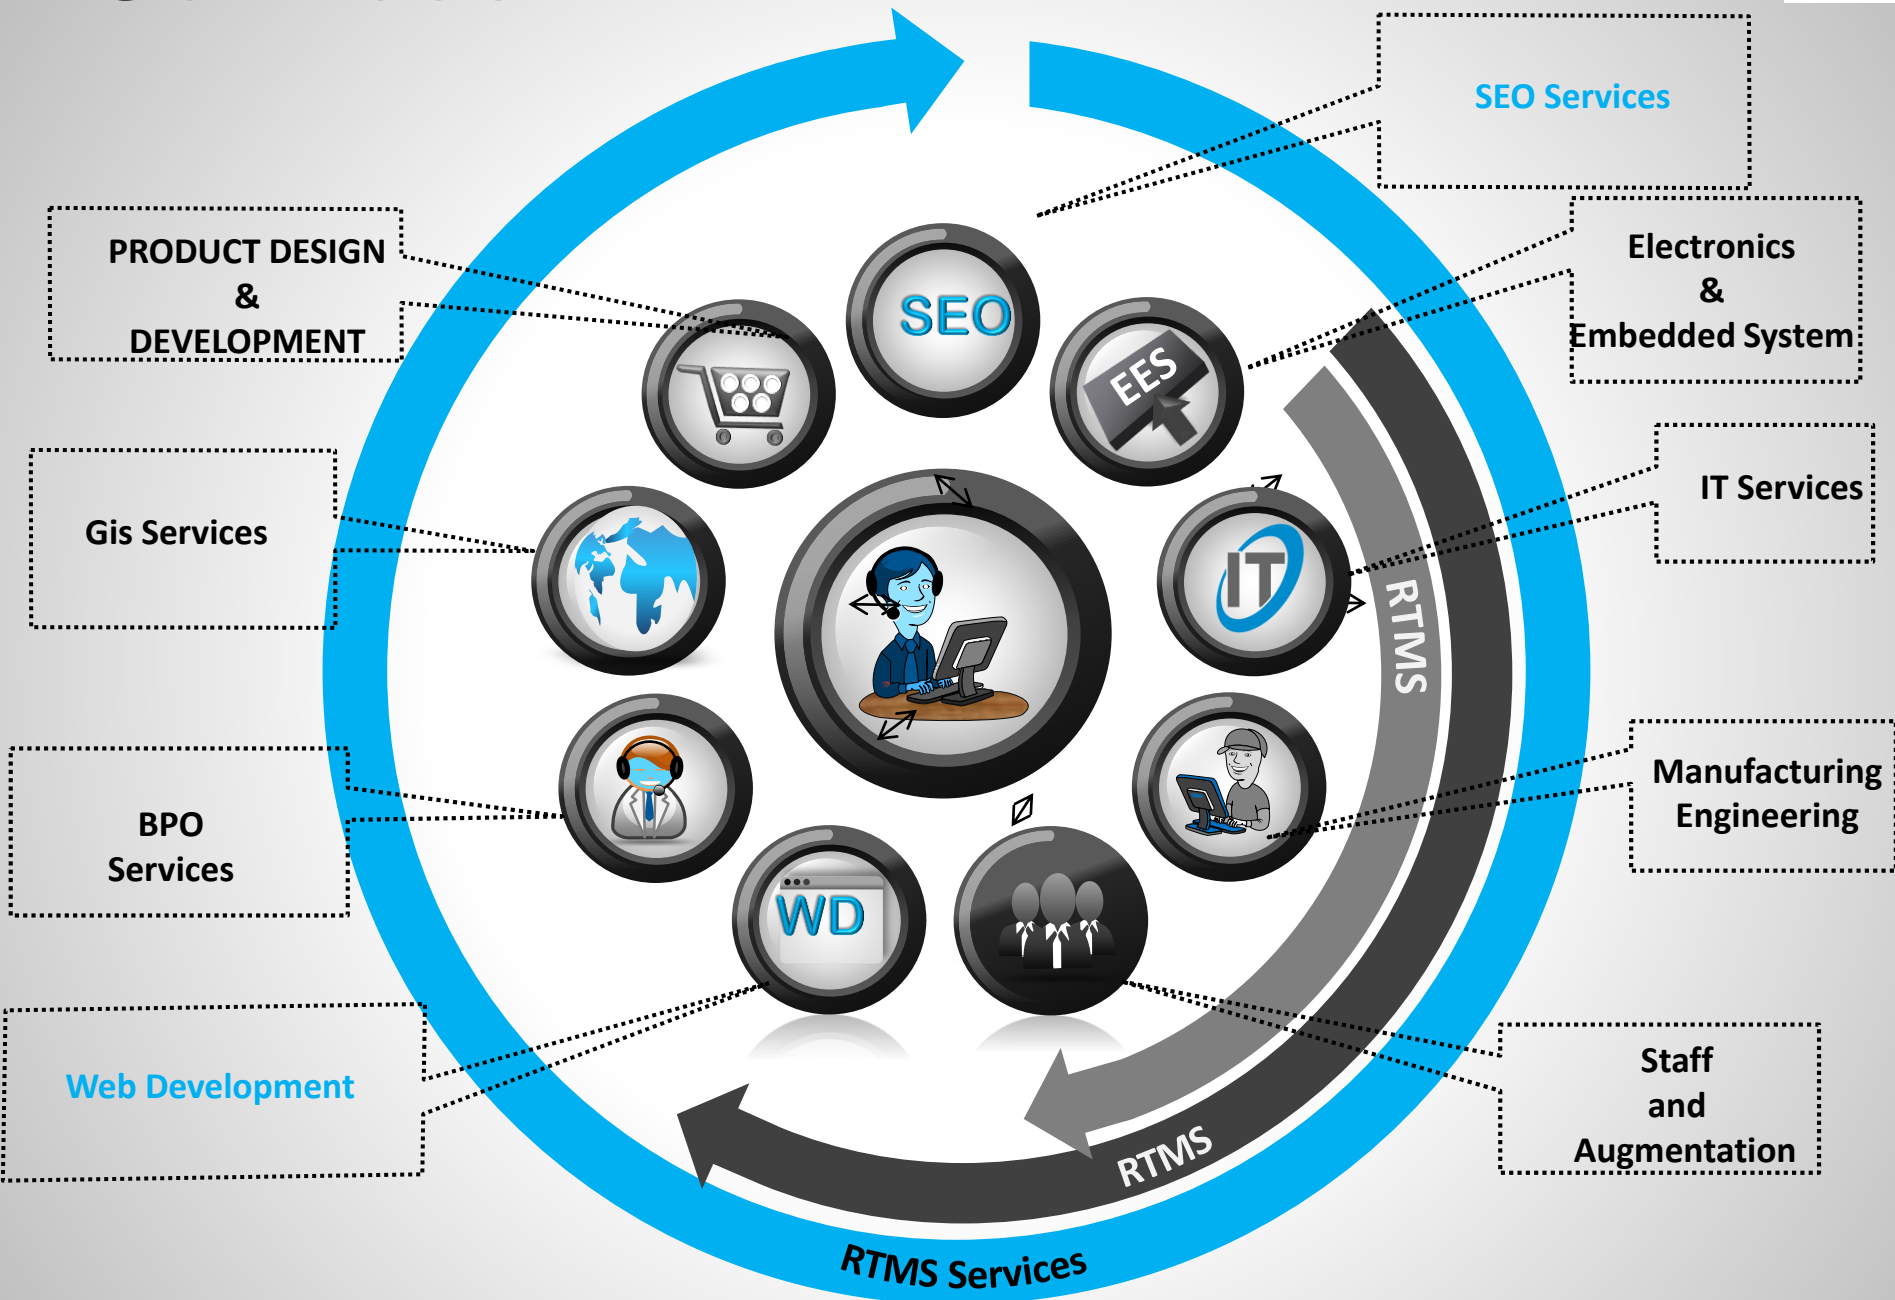 SEO Services
PRODUCT DESIGN
&
DEVELOPMENT
Electronics
&
Embedded System
SEO
EES
IT Services
Gis Services
IT
RTMS
Manufacturing
Engineering
BPO
Services
WD
Web Development
Staff
and
Augmentation
RTMS
RTMS Services